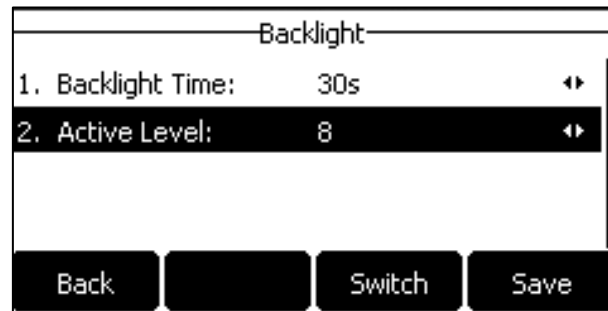 Backlight
1. Backlight Time: 30s
2. Active Level: 8
Back Switch Save